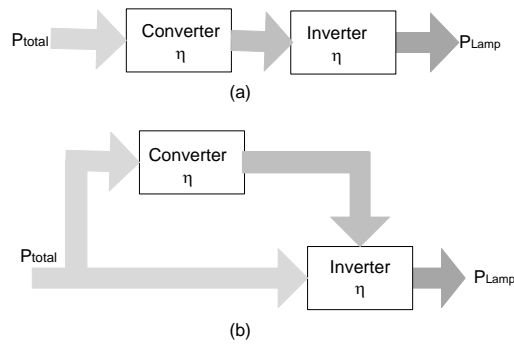 Ptotal
Converter
η
Inverter
η
PLamp
(a)
Converter
η
Ptotal
Inverter
η
PLamp
(b)